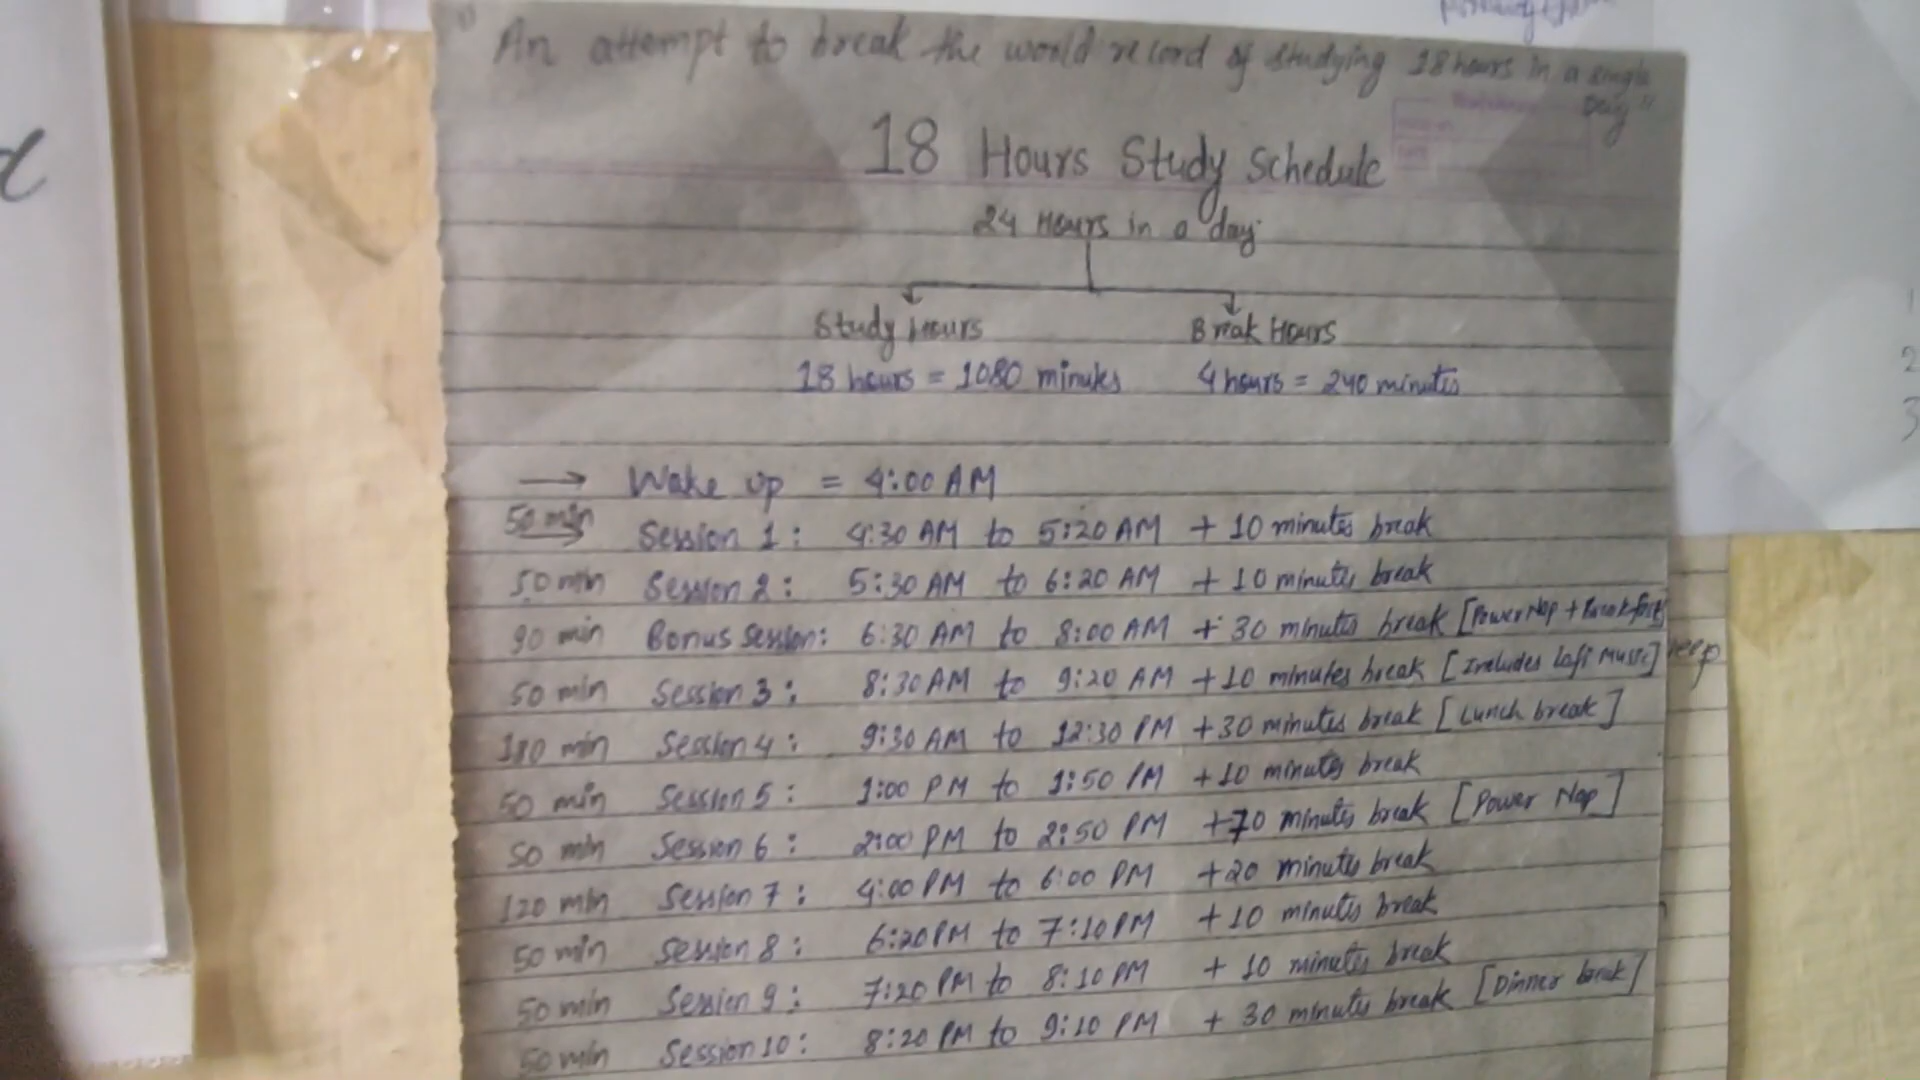 "An attempt to break the world record of studying 18 hours in a single
Day"
18 Hours Study Schedule
24 Hours in a day
Study hours Break Hours
18 hours = 1080 minutes 4 hours = 240 minutes
→ Wake up = 4:00 AM
50 min Session 1: 4:30 AM to 5:20 AM + 10 minutes break
50 min Session 2: 5:30 AM to 6:20 AM + 10 minutes break
90 min Bonus Session: 6:30 AM to 8:00 AM + 30 minutes break [Power Nap + Breakfast]
50 min Session 3: 8:30 AM to 9:20 AM + 10 minutes break [Includes Lofi Music]
180 min Session 4: 9:30 AM to 12:30 PM + 30 minutes break [Lunch break]
50 min Session 5: 1:00 PM to 1:50 PM + 10 minutes break
50 min Session 6: 2:00 PM to 2:50 PM + 70 minutes break [Power Nap]
120 min Session 7: 4:00 PM to 6:00 PM + 20 minutes break
50 min Session 8: 6:20 PM to 7:10 PM + 10 minutes break
50 min Session 9: 7:20 PM to 8:10 PM + 10 minutes break
50 min Session 10: 8:20 PM to 9:10 PM + 30 minutes break [Dinner break]
1
2
3